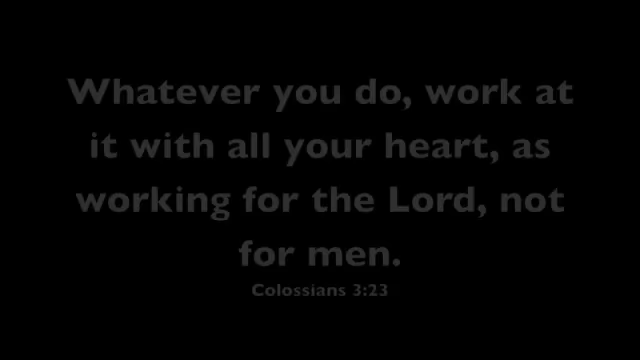 Whatever you do, work at
it with all your heart, as
working for the Lord, not
for men.
Colossians 3:23